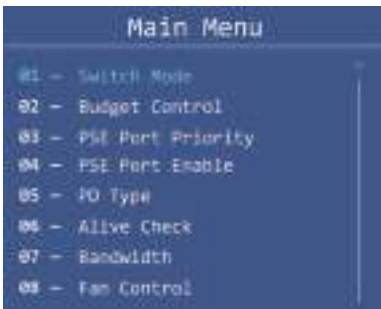 Main Menu
01 – Switch Mode
02 – Budget Control
03 – PSE Port Priority
04 – PSE Port Enable
05 – PD Type
06 – Alive Check
07 – Bandwidth
08 – Fan Control